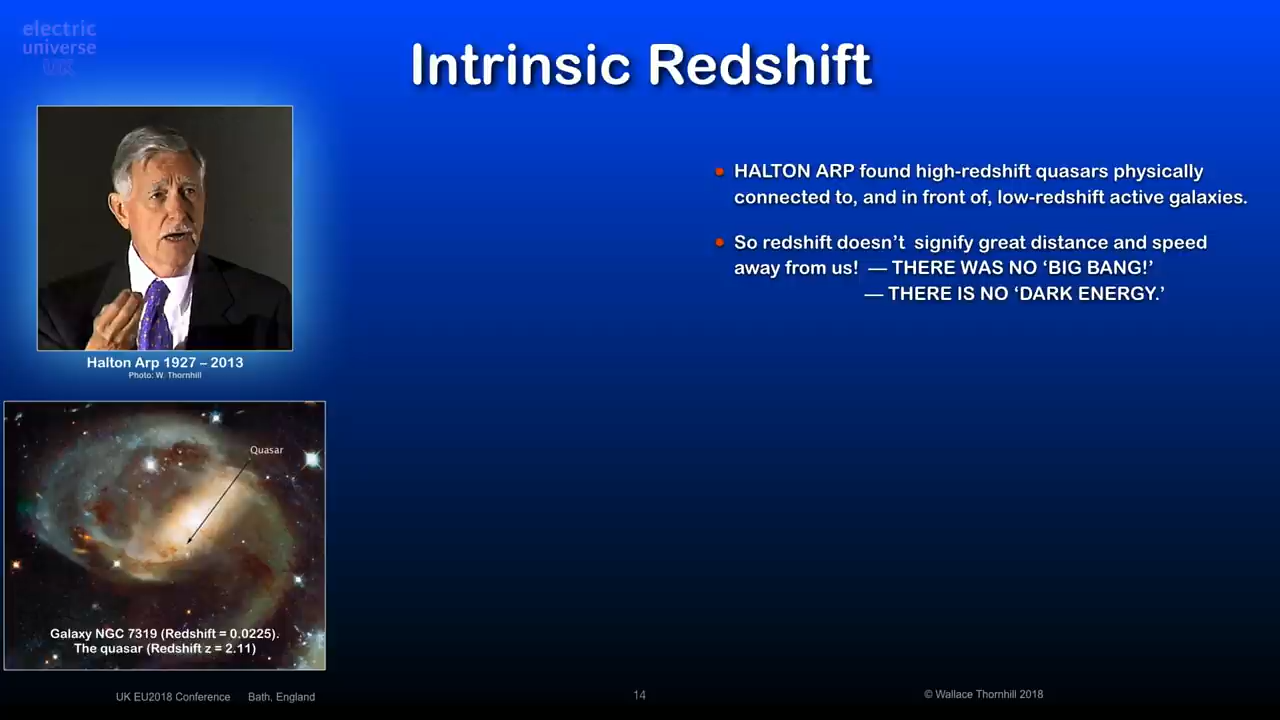 electric
universe
UK
Intrinsic Redshift
HALTON ARP found high-redshift quasars physically
connected to, and in front of, low-redshift active galaxies.
So redshift doesn't signify great distance and speed
away from us! — THERE WAS NO 'BIG BANG!'
— THERE IS NO 'DARK ENERGY.'
Halton Arp 1927 – 2013
Photo: W. Thornhill
Quasar
Galaxy NGC 7319 (Redshift = 0.0225).
The quasar (Redshift z = 2.11)
UK EU2018 Conference Bath, England
14
© Wallace Thornhill 2018